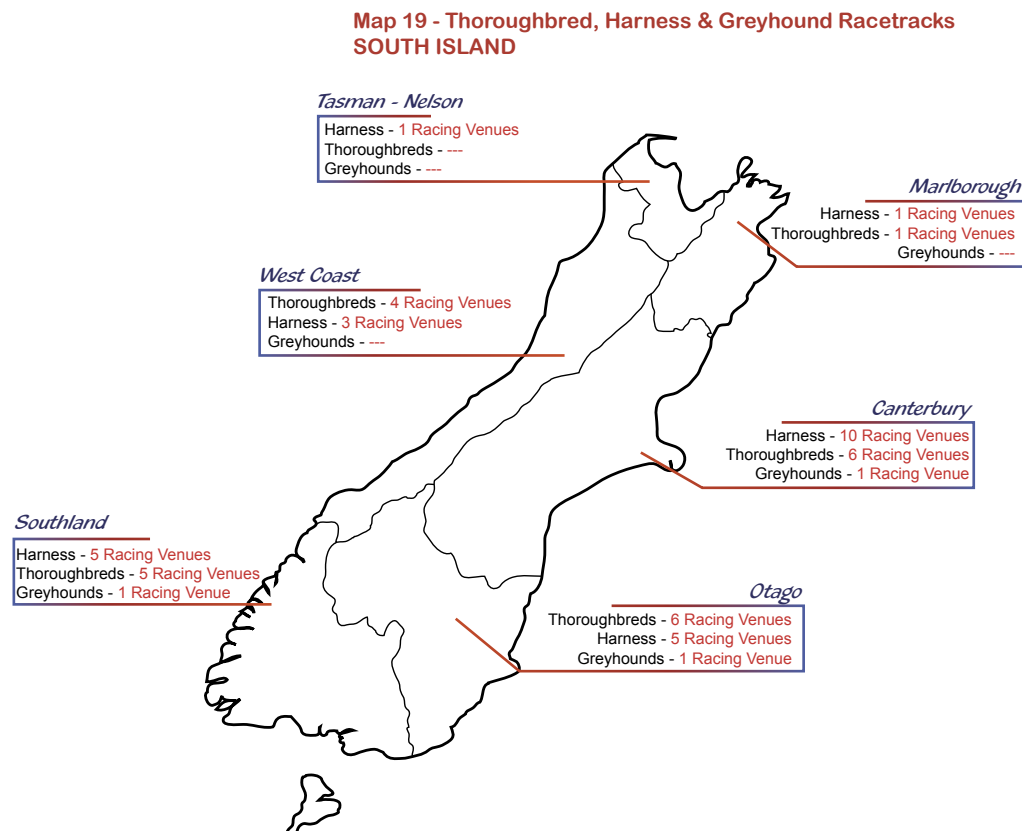 Map 19 - Thoroughbred, Harness & Greyhound Racetracks
SOUTH ISLAND
Tasman - Nelson
Harness - 1 Racing Venues
Thoroughbreds - ---
Greyhounds - ---
Marlborough
Harness - 1 Racing Venues
Thoroughbreds - 1 Racing Venues
Greyhounds - ---
West Coast
Thoroughbreds - 4 Racing Venues
Harness - 3 Racing Venues
Greyhounds - ---
Canterbury
Harness - 10 Racing Venues
Thoroughbreds - 6 Racing Venues
Greyhounds - 1 Racing Venue
Southland
Harness - 5 Racing Venues
Thoroughbreds - 5 Racing Venues
Greyhounds - 1 Racing Venue
Otago
Thoroughbreds - 6 Racing Venues
Harness - 5 Racing Venues
Greyhounds - 1 Racing Venue